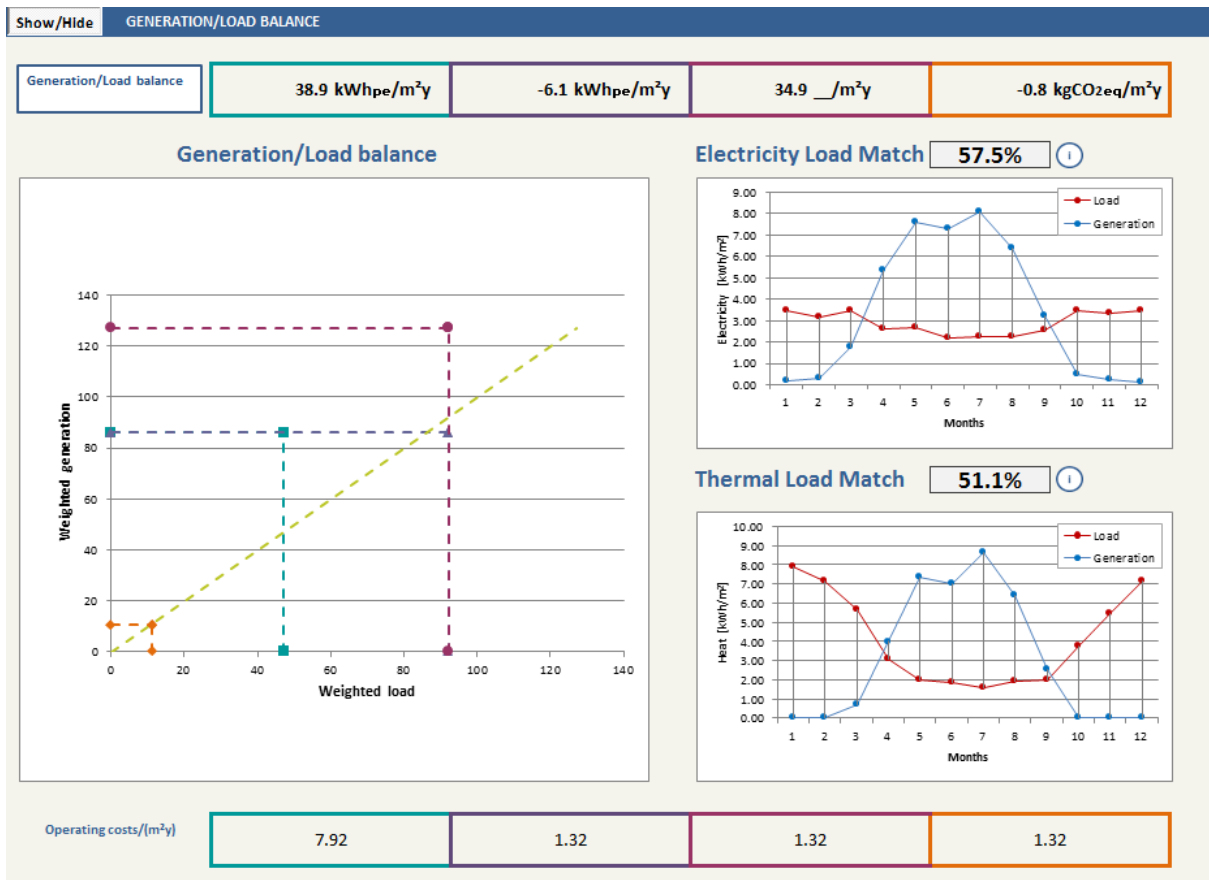 Show/Hide GENERATION/LOAD BALANCE
Generation/Load balance 38.9 kWhpe/m²y -6.1 kWhpe/m²y 34.9 __/m²y -0.8 kgCO2eq/m²y
Generation/Load balance
140
120
100
80
60
40
20
0
Weighted generation
0 20 40 60 80 100 120 140
Weighted load
Electricity Load Match 57.5% i
9.00
8.00
7.00
6.00
5.00
4.00
3.00
2.00
1.00
0.00
Electricity [kWh/m²]
Load
Generation
1 2 3 4 5 6 7 8 9 10 11 12
Months
Thermal Load Match 51.1% i
10.00
9.00
8.00
7.00
6.00
5.00
4.00
3.00
2.00
1.00
0.00
Heat [kWh/m²]
Load
Generation
1 2 3 4 5 6 7 8 9 10 11 12
Months
Operating costs/(m²y) 7.92 1.32 1.32 1.32